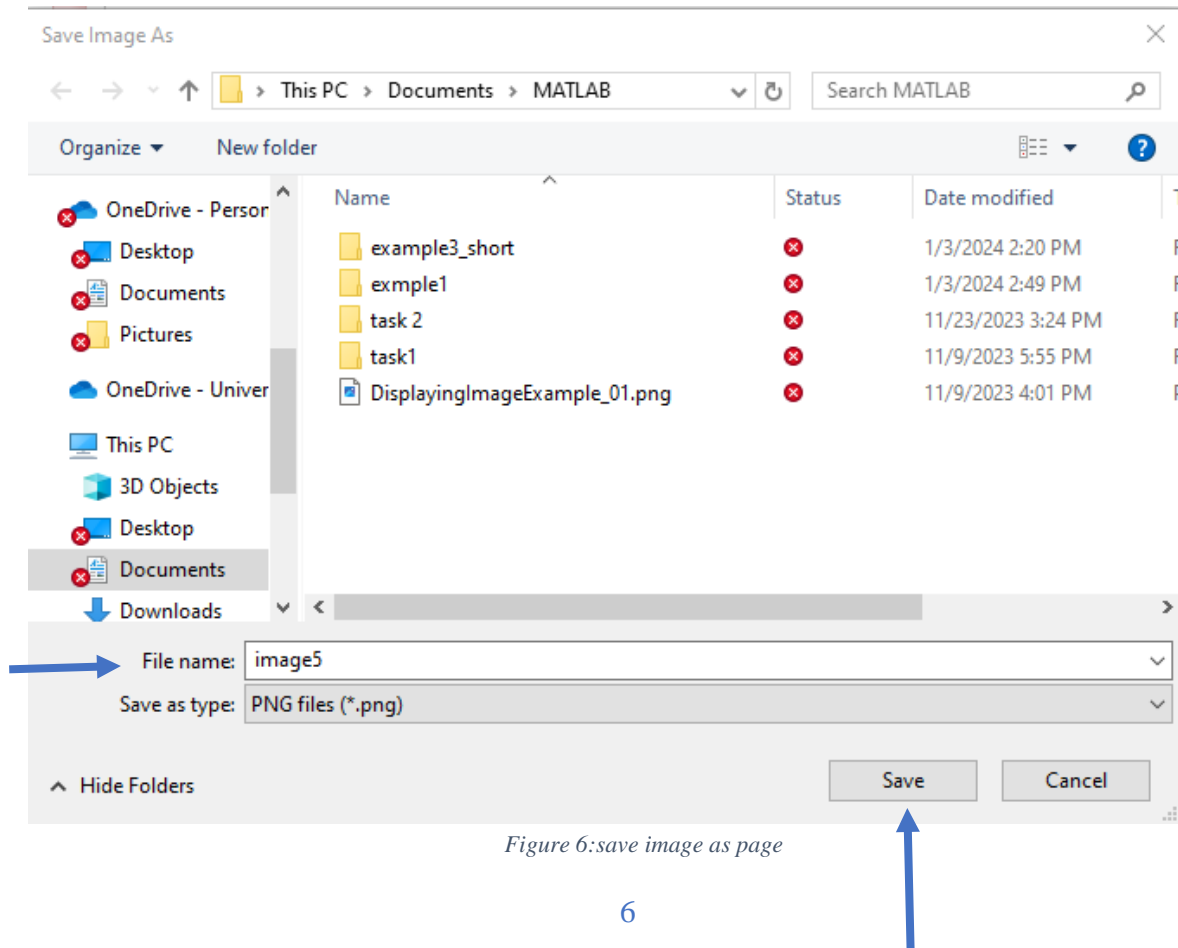 Save Image As
This PC > Documents > MATLAB
Search MATLAB
Organize
New folder
?
Name
Status
Date modified
OneDrive - Person
Desktop
Documents
Pictures
OneDrive - Univer
This PC
3D Objects
Desktop
Documents
Downloads
example3_short
1/3/2024 2:20 PM
exmple1
1/3/2024 2:49 PM
task 2
11/23/2023 3:24 PM
task1
11/9/2023 5:55 PM
DisplayingImageExample_01.png
11/9/2023 4:01 PM
File name: image5
Save as type: PNG files (*.png)
Hide Folders
Save
Cancel
Figure 6:save image as page
6